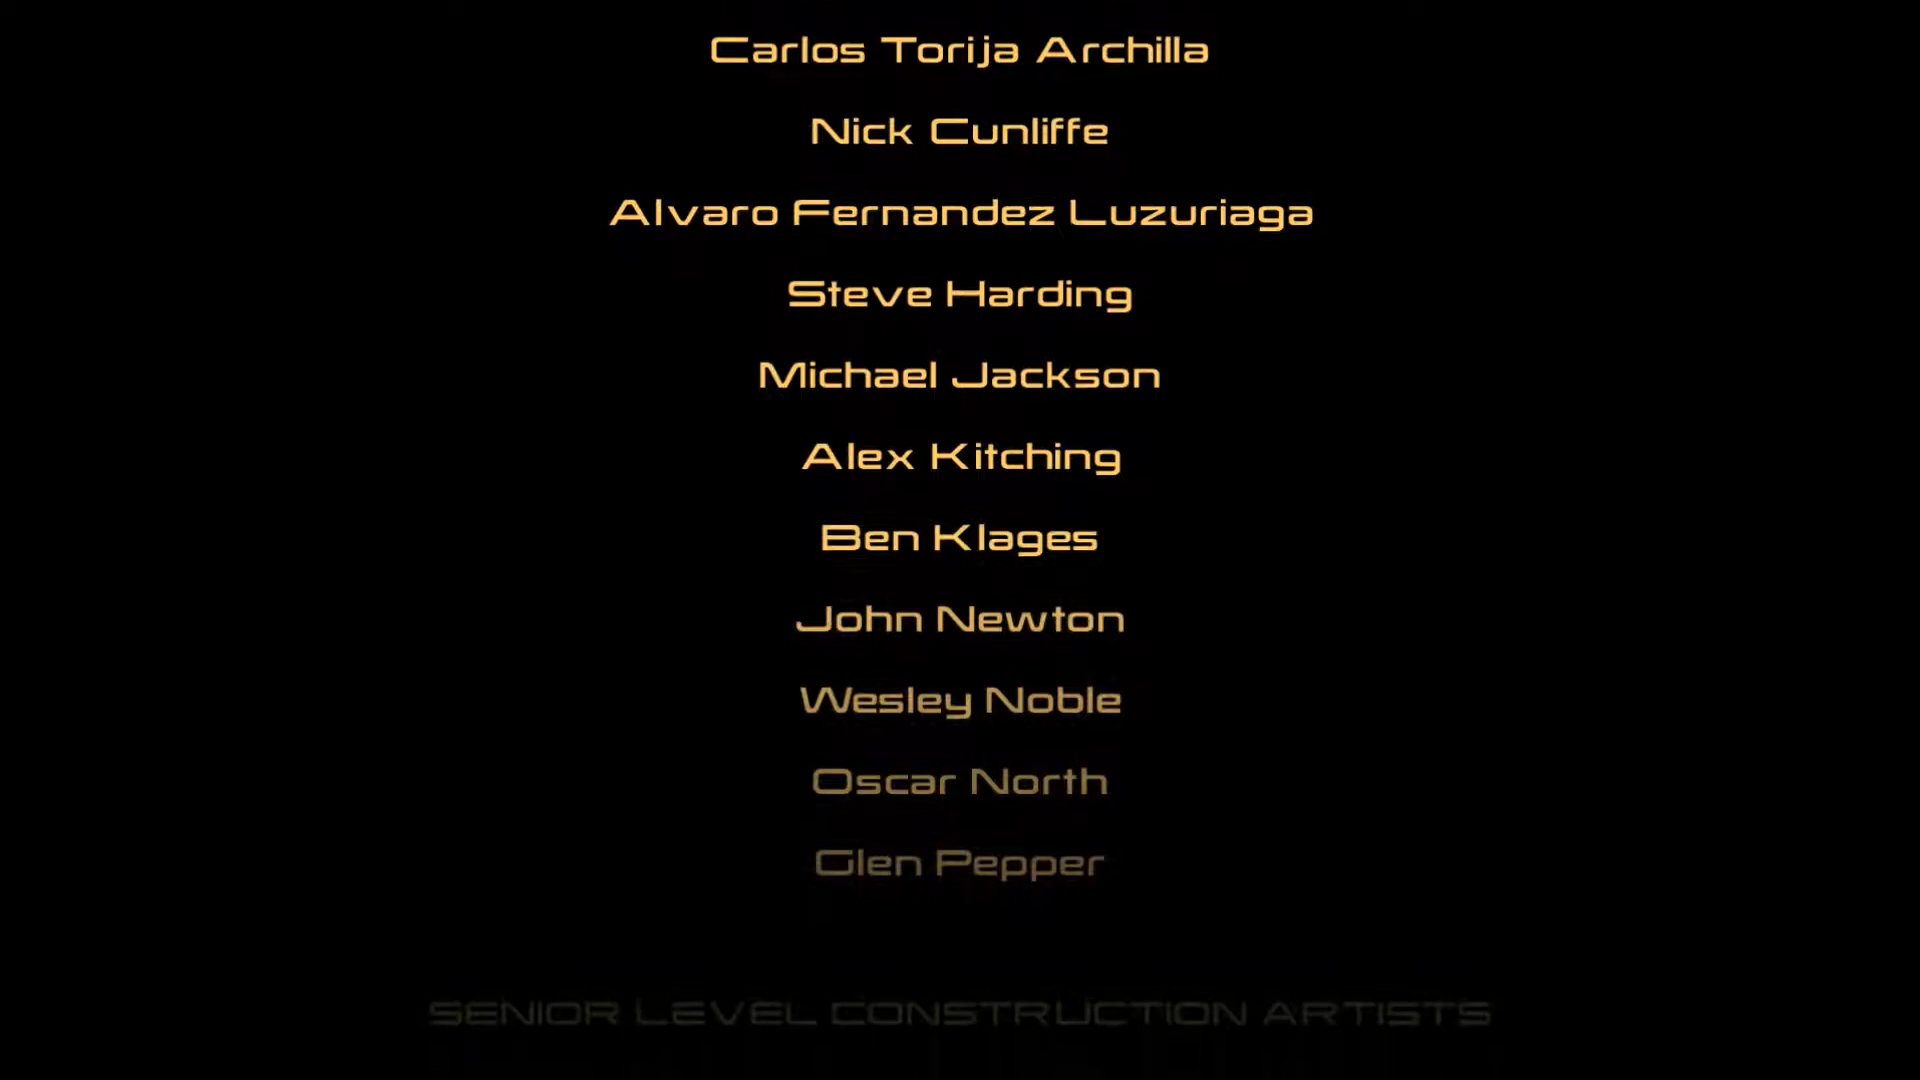 Carlos Torija Archilla
Nick Cunliffe
Alvaro Fernandez Luzuriaga
Steve Harding
Michael Jackson
Alex Kitching
Ben Klages
John Newton
Wesley Noble
Oscar North
Glen Pepper
SENIOR LEVEL CONSTRUCTION ARTISTS